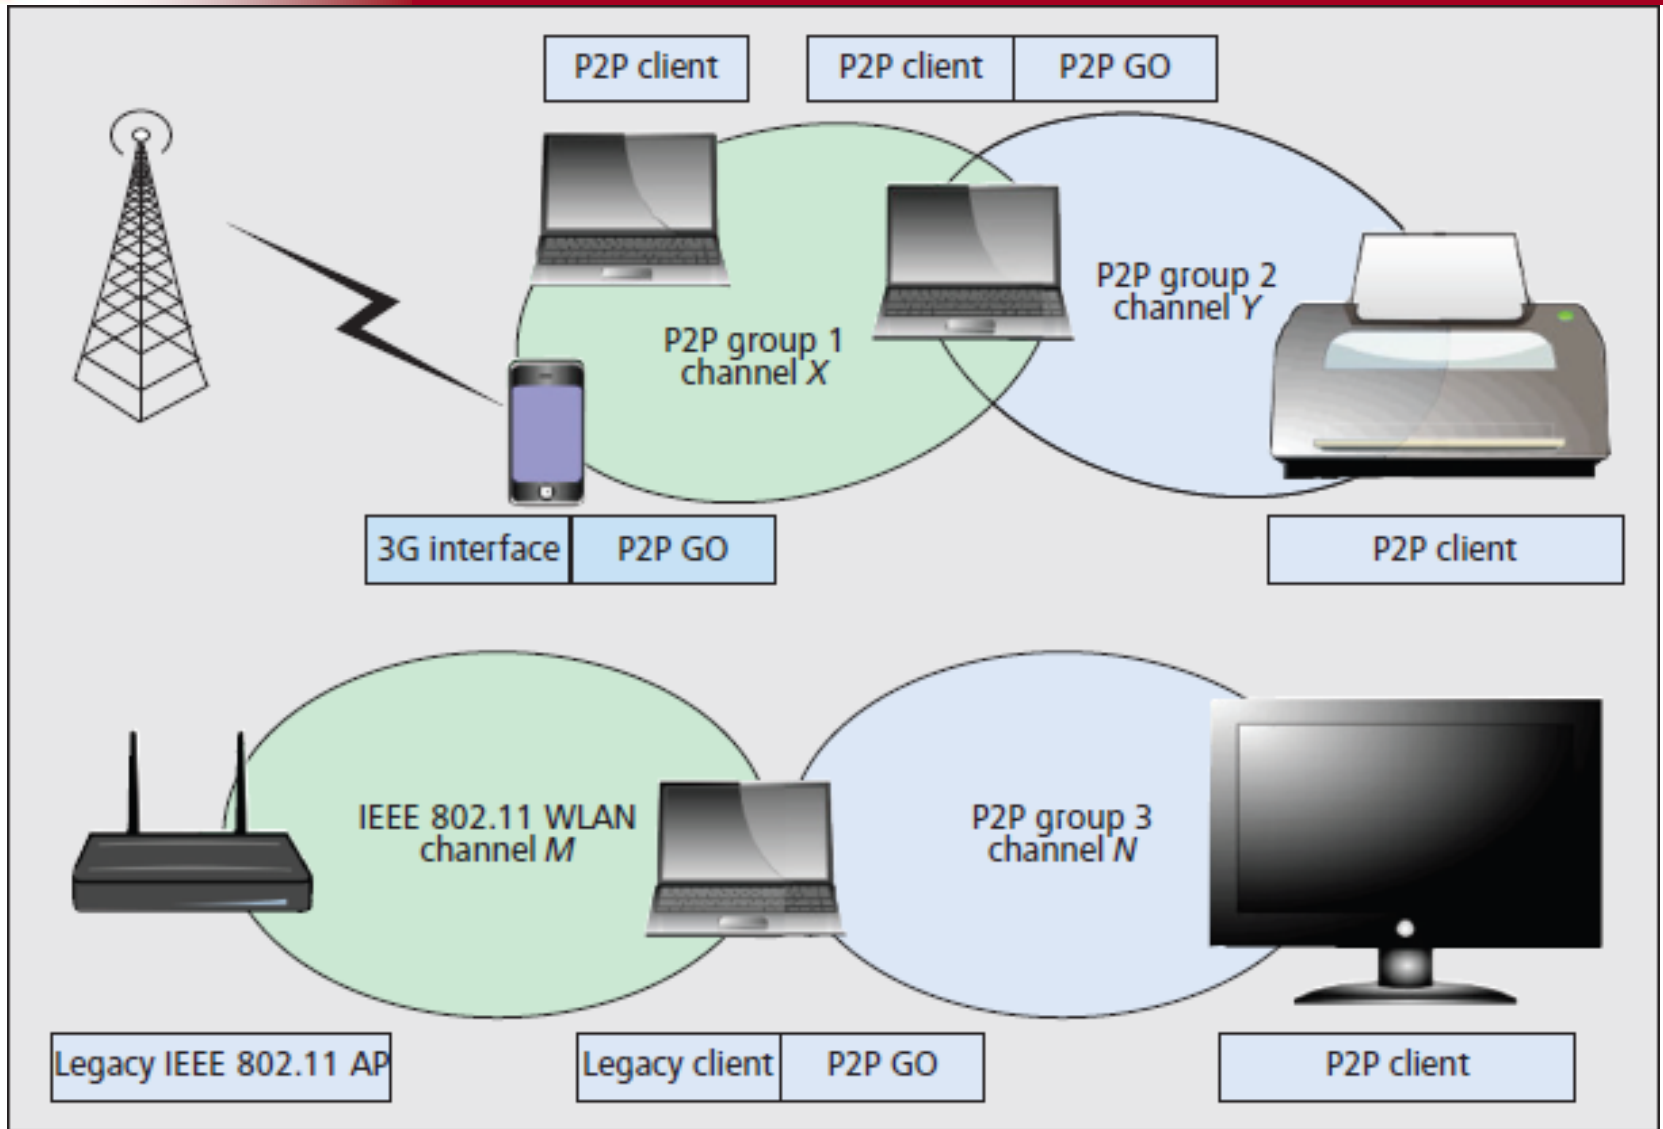 P2P client
P2P client
P2P GO
P2P group 2
channel Y
P2P group 1
channel X
3G interface
P2P GO
P2P client
IEEE 802.11 WLAN
channel M
P2P group 3
channel N
Legacy IEEE 802.11 AP
Legacy client
P2P GO
P2P client